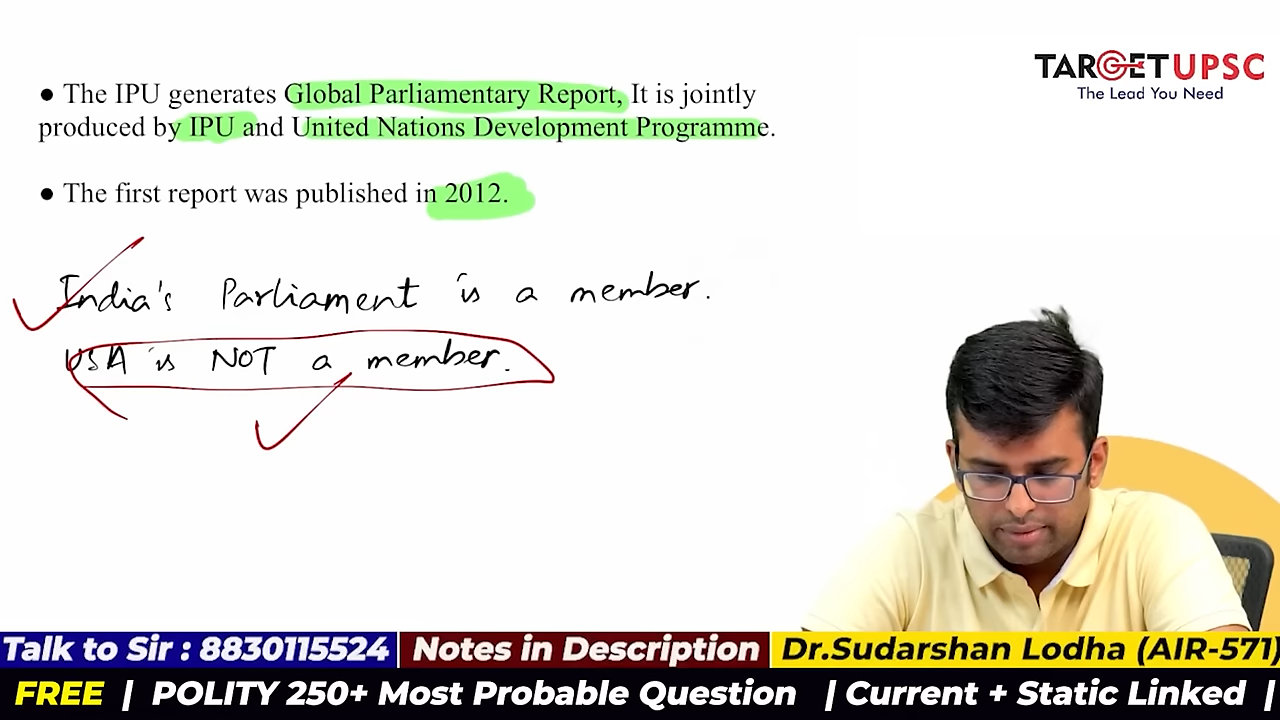 TARGETUPSC
The Lead You Need
● The IPU generates Global Parliamentary Report, It is jointly
produced by IPU and United Nations Development Programme.
● The first report was published in 2012.
India's Parliament is a member.
USA is NOT a member.
Talk to Sir : 8830115524 Notes in Description Dr.Sudarshan Lodha (AIR-571)
FREE | POLITY 250+ Most Probable Question | Current + Static Linked |